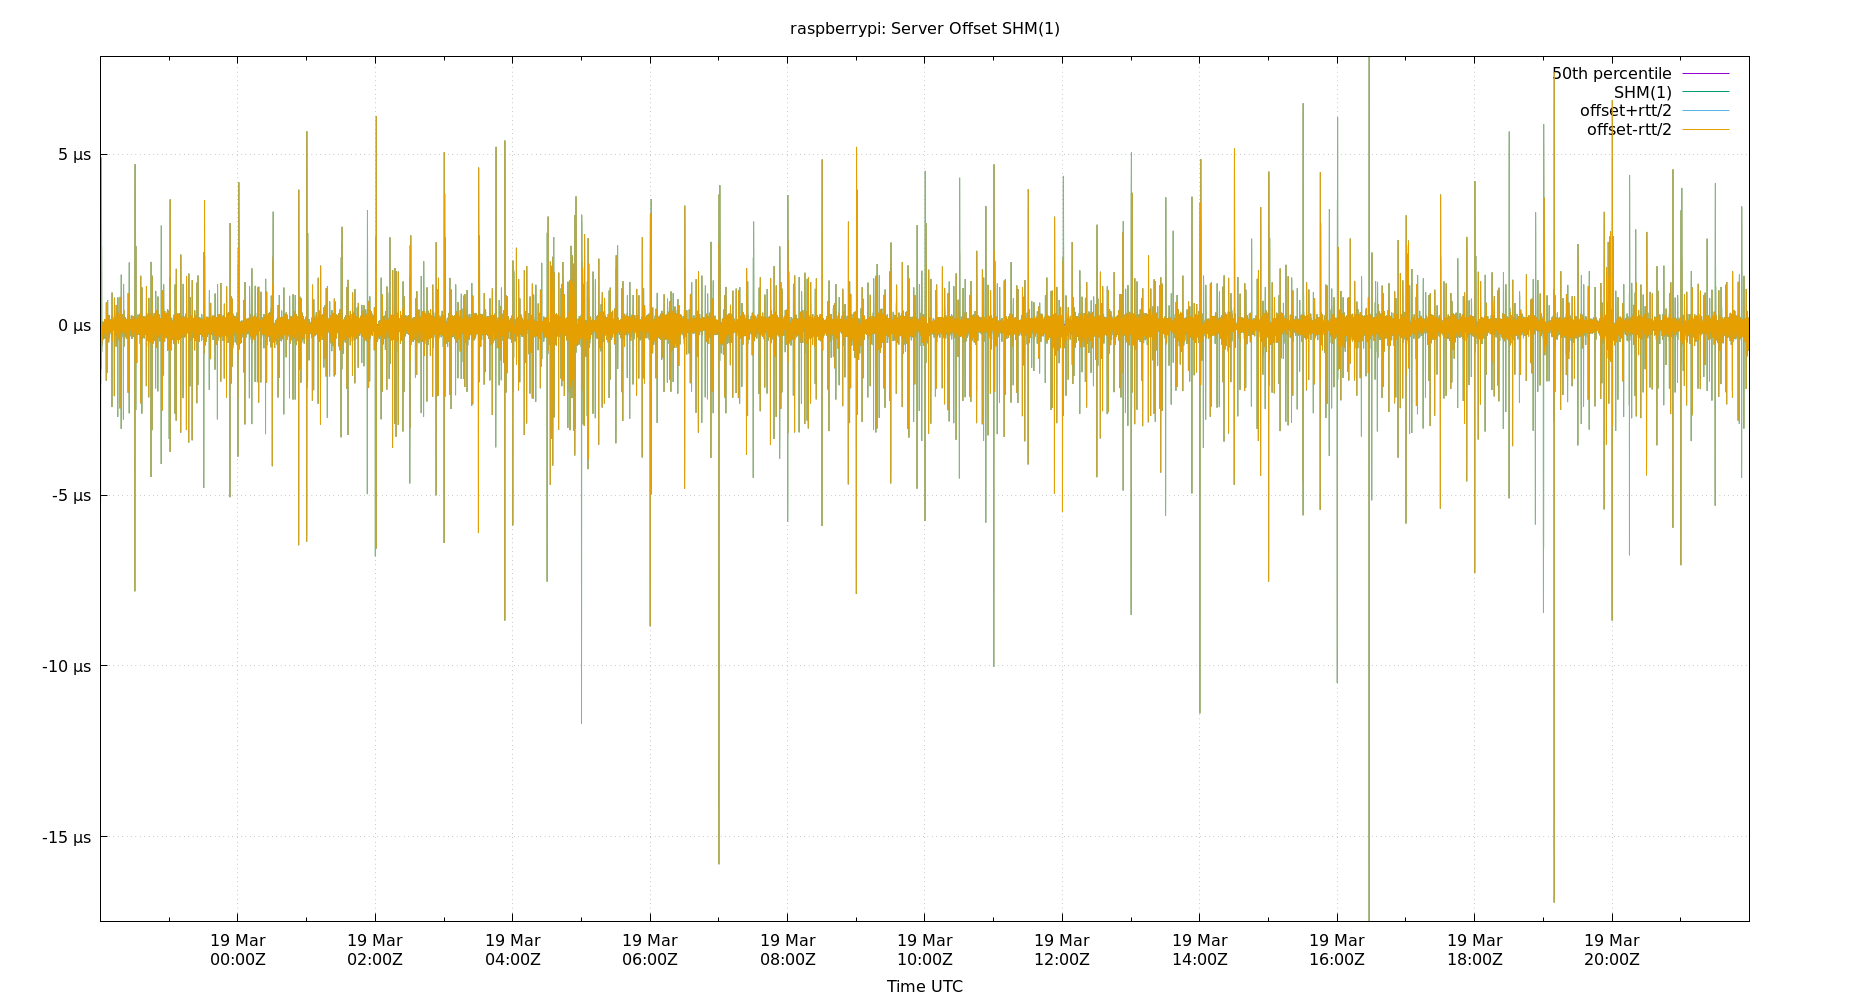 raspberrypi: Server Offset SHM(1)
50th percentile
SHM(1)
offset+rtt/2
offset-rtt/2
5 µs
0 µs
-5 µs
-10 µs
-15 µs
19 Mar 19 Mar 19 Mar 19 Mar 19 Mar 19 Mar 19 Mar 19 Mar 19 Mar 19 Mar 19 Mar
00:00Z 02:00Z 04:00Z 06:00Z 08:00Z 10:00Z 12:00Z 14:00Z 16:00Z 18:00Z 20:00Z
Time UTC